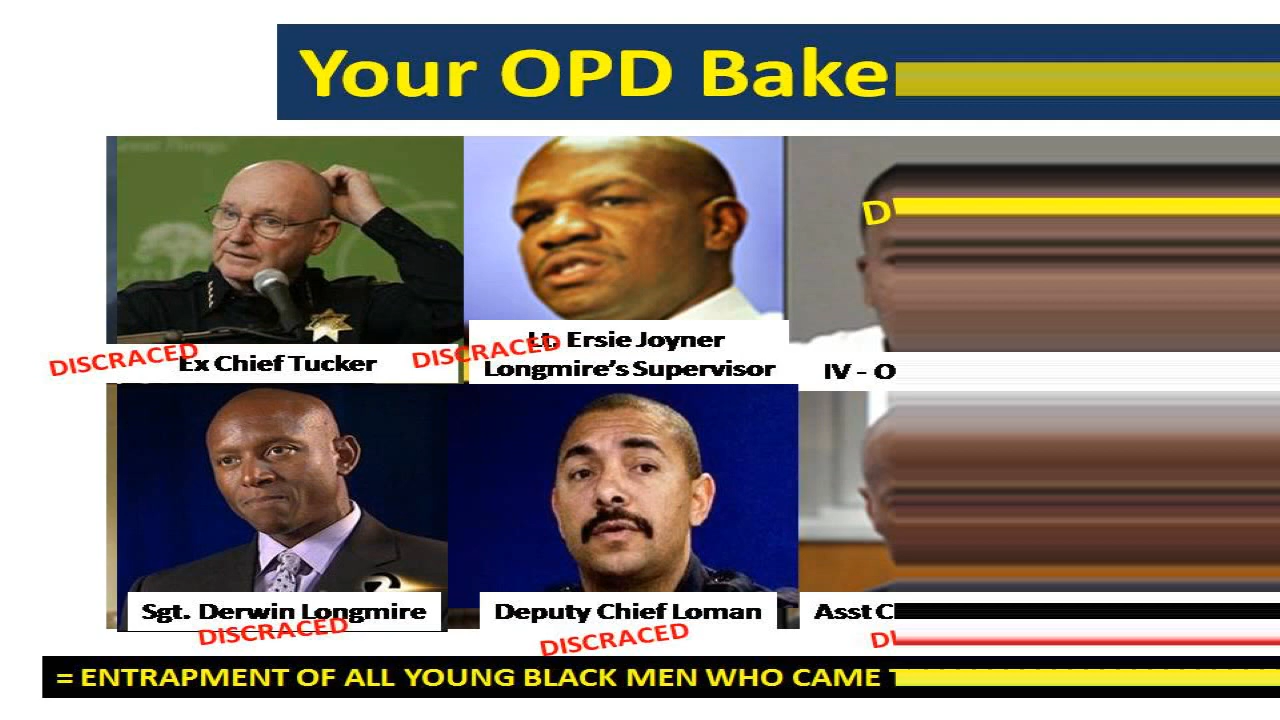 Your OPD Bake
DISCRACED
Ex Chief Tucker
DISCRACED
Lt. Ersie Joyner
Longmire's Supervisor
IV - O
Sgt. Derwin Longmire
DISCRACED
Deputy Chief Loman
DISCRACED
Asst C
= ENTRAPMENT OF ALL YOUNG BLACK MEN WHO CAME